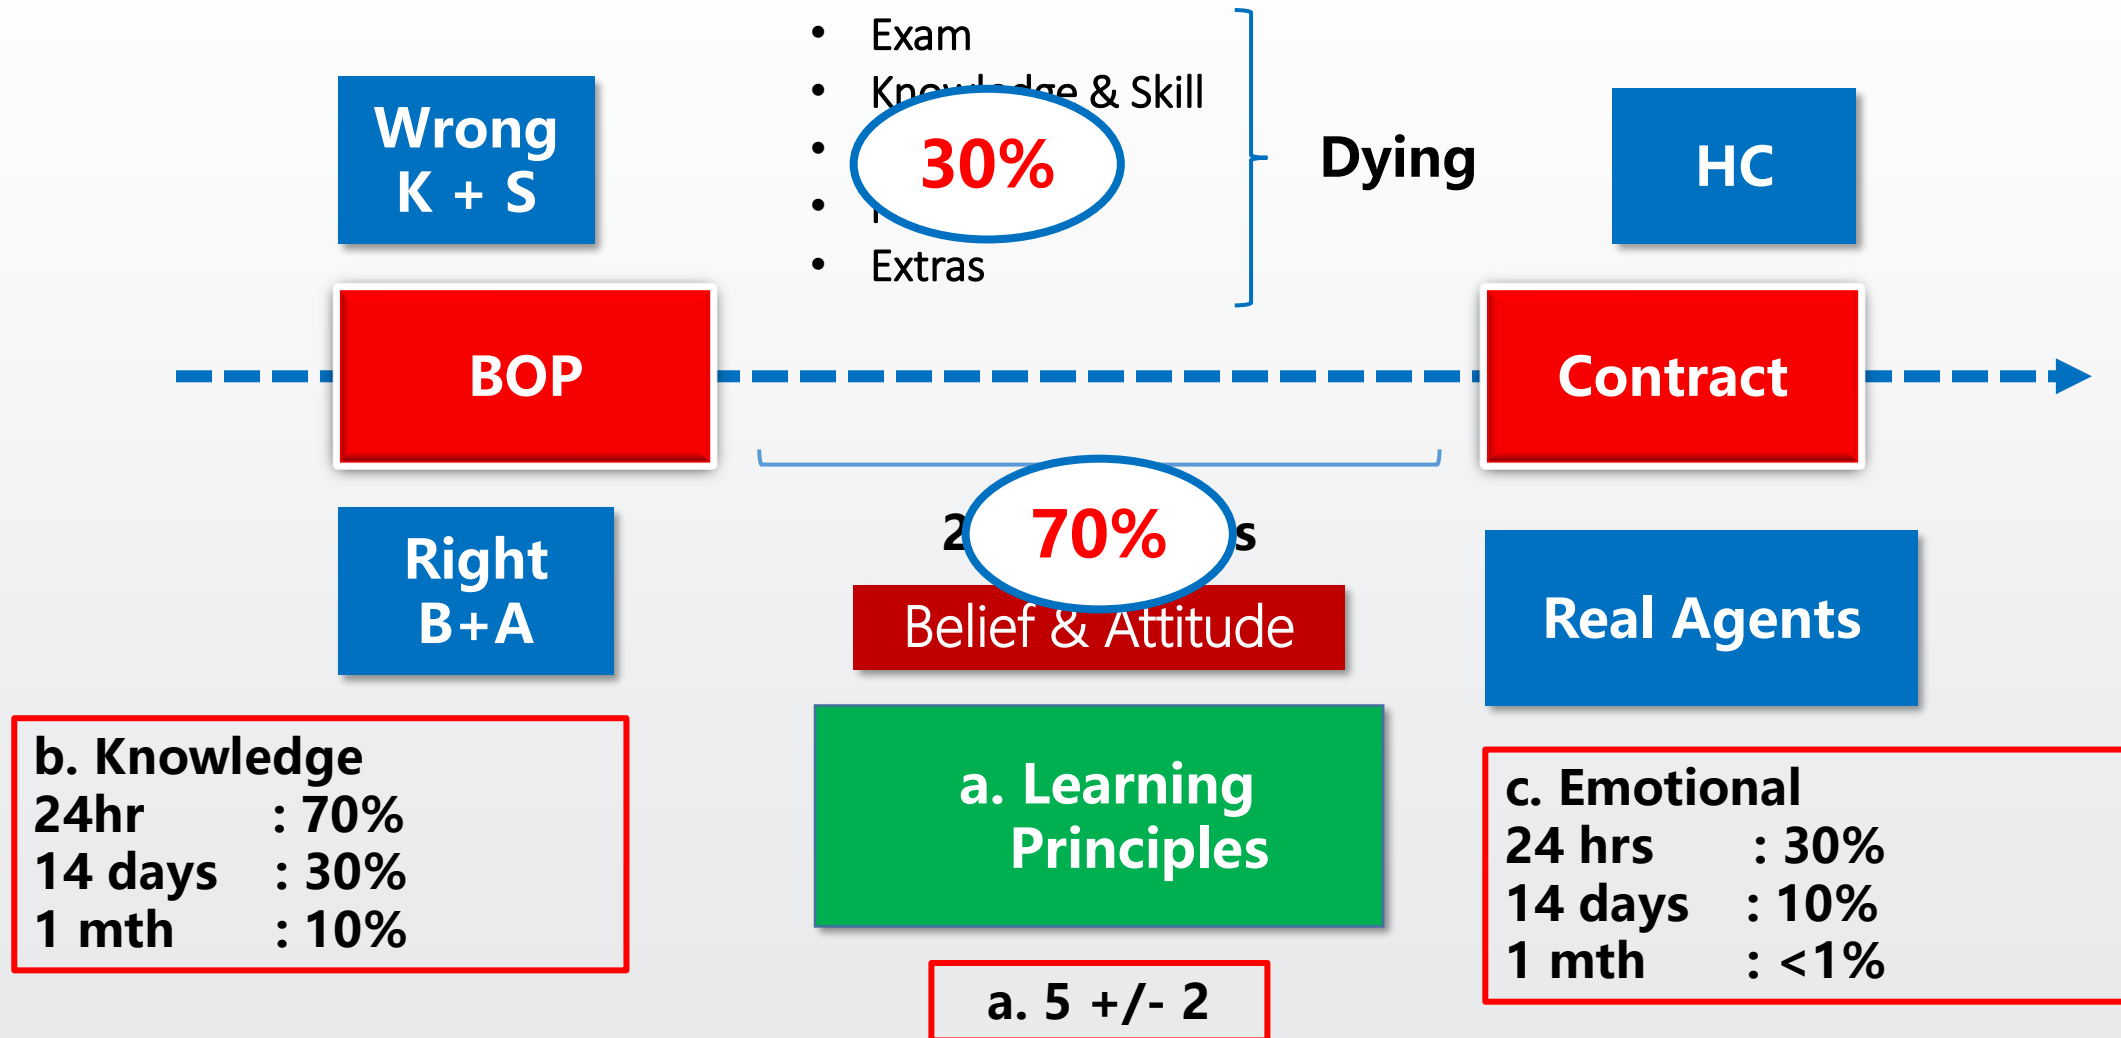 • Exam
• Knowledge & Skill
•
•
• Extras
30%
Wrong
K + S
Dying
HC
BOP
Contract
70%
Right
B+A
Belief & Attitude
Real Agents
b. Knowledge
24hr : 70%
14 days : 30%
1 mth : 10%
a. Learning
Principles
c. Emotional
24 hrs : 30%
14 days : 10%
1 mth : <1%
a. 5 +/- 2